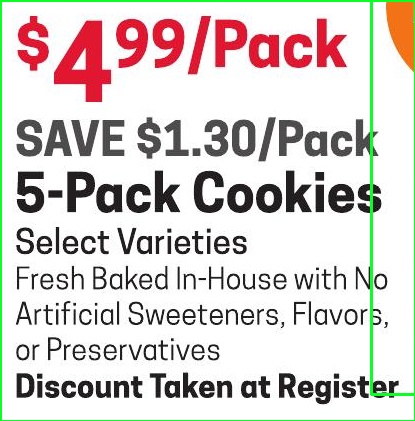 $4.99/Pack
SAVE $1.30/Pack
5-Pack Cookies
Select Varieties
Fresh Baked In-House with No
Artificial Sweeteners, Flavors,
or Preservatives
Discount Taken at Register